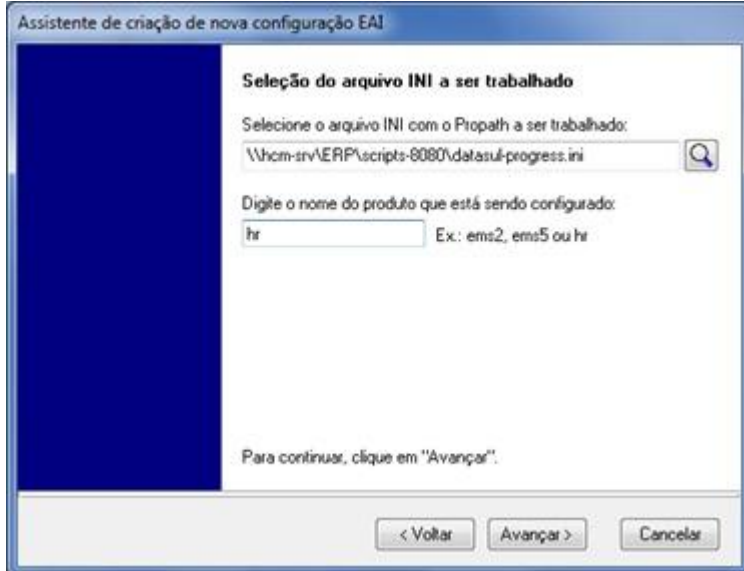 Assistente de criação de nova configuração EAI
Seleção do arquivo INI a ser trabalhado
Selecione o arquivo INI com o Propath a ser trabalhado:
\\hcm-srv\ERP\scripts-8080\datasul-progress.ini
Digite o nome do produto que está sendo configurado:
hr Ex.: ems2, ems5 ou hr
Para continuar, clique em "Avançar".
< Voltar Avançar > Cancelar